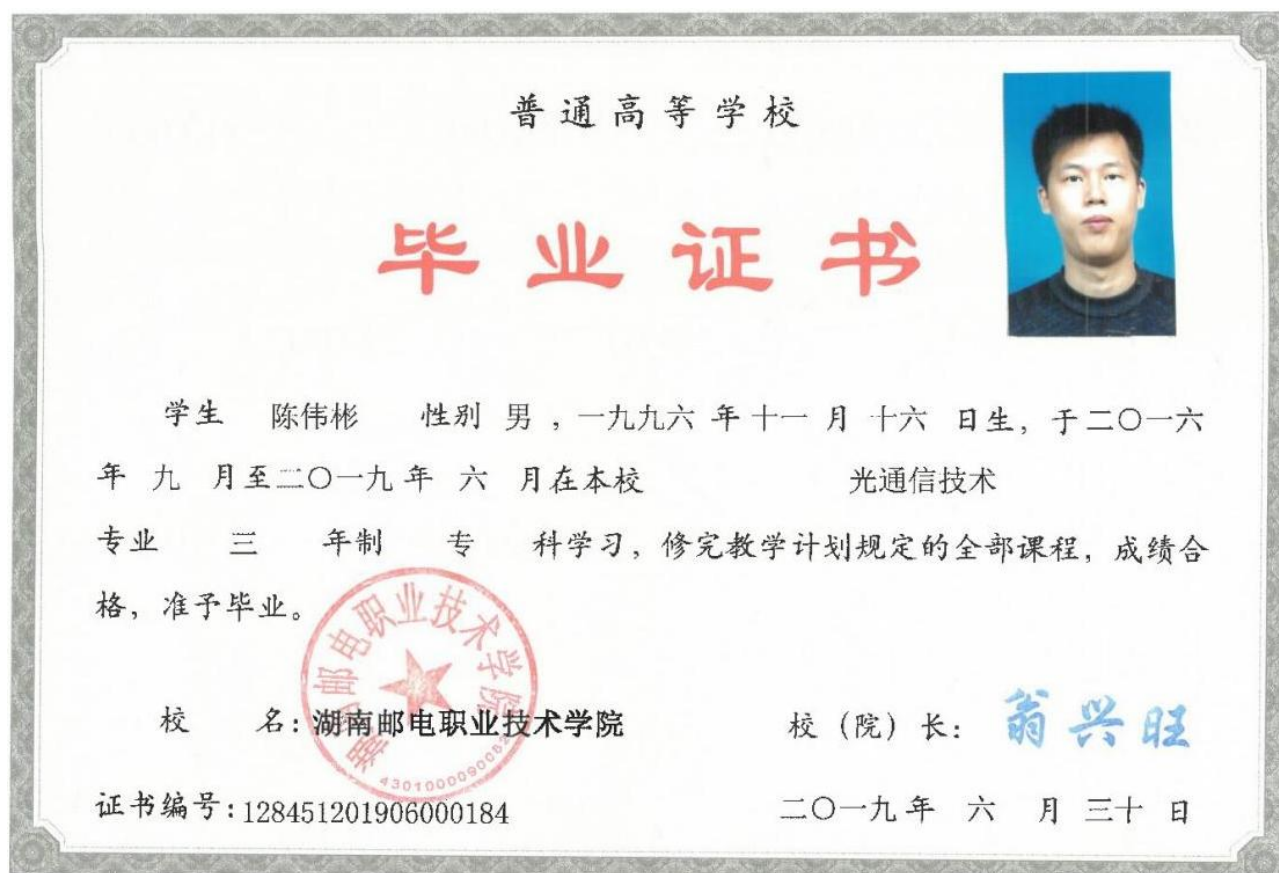 普通高等学校
毕业证书
学生 陈伟彬 性别 男 , 一九九六 年 十一 月 十六 日生, 于二〇一六
年 九 月至二〇一九年 六 月在本校 光通信技术
专业 三 年制 专 科学习, 修完教学计划规定的全部课程, 成绩合
格, 准予毕业。
湖南邮电职业技术学院
校 名: 湖南邮电职业技术学院 校 (院) 长: 翁兴旺
证书编号: 128451201906000184 二〇一九年 六 月 三十 日